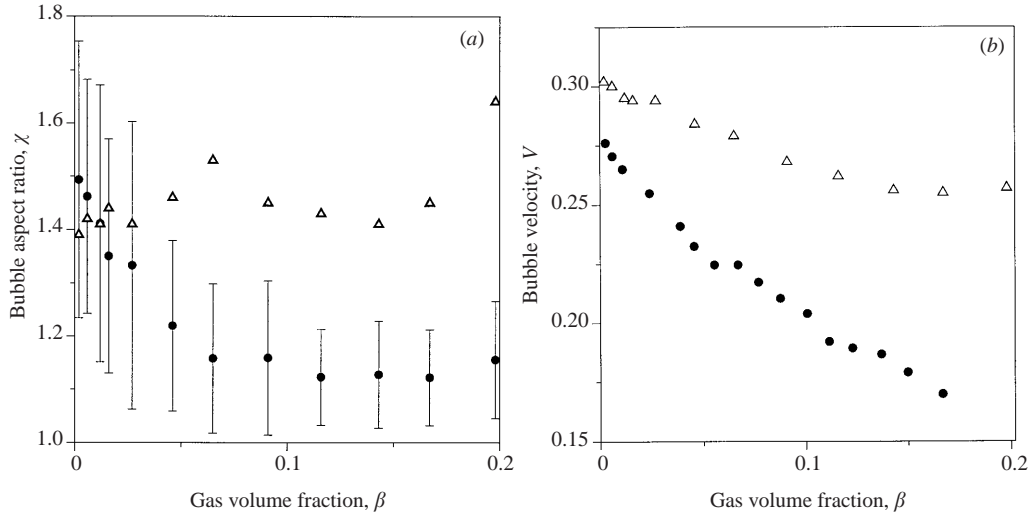 1.8
(a)
1.6
1.4
1.2
1.0
0
0.1
0.2
Bubble aspect ratio, χ
Gas volume fraction, β
(b)
0.30
0.25
0.20
0.15
0
0.1
0.2
Bubble velocity, V
Gas volume fraction, β